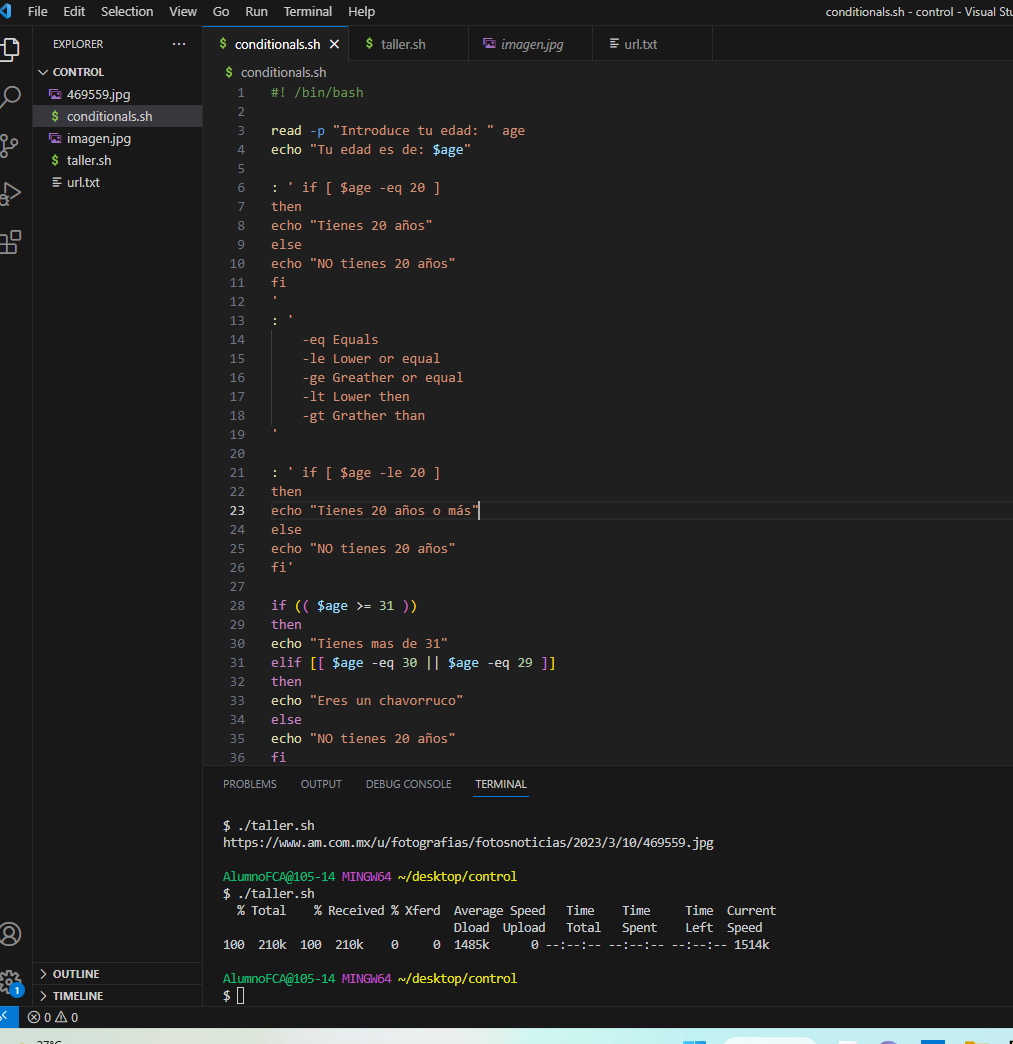 File Edit Selection View Go Run Terminal Help conditionals.sh - control - Visual Stu
EXPLORER ···
$ conditionals.sh × $ taller.sh imagen.jpg url.txt
CONTROL
$ conditionals.sh
469559.jpg
$ conditionals.sh
imagen.jpg
$ taller.sh
url.txt
1 #! /bin/bash
2
3 read -p "Introduce tu edad: " age
4 echo "Tu edad es de: $age"
5
6 : ' if [ $age -eq 20 ]
7 then
8 echo "Tienes 20 años"
9 else
10 echo "NO tienes 20 años"
11 fi
12 '
13 : '
14     -eq Equals
15     -le Lower or equal
16     -ge Greather or equal
17     -lt Lower then
18     -gt Grather than
19 '
20
21 : ' if [ $age -le 20 ]
22 then
23 echo "Tienes 20 años o más"
24 else
25 echo "NO tienes 20 años"
26 fi'
27
28 if (( $age >= 31 ))
29 then
30 echo "Tienes mas de 31"
31 elif [[ $age -eq 30 || $age -eq 29 ]]
32 then
33 echo "Eres un chavorruco"
34 else
35 echo "NO tienes 20 años"
36 fi
PROBLEMS OUTPUT DEBUG CONSOLE TERMINAL
$ ./taller.sh
https://www.am.com.mx/u/fotografias/fotosnoticias/2023/3/10/469559.jpg
AlumnoFCA@105-14 MINGW64 ~/desktop/control
$ ./taller.sh
% Total    % Received % Xferd  Average Speed   Time    Time     Time  Current
Dload  Upload   Total   Spent    Left  Speed
100  210k  100  210k    0     0  1485k      0 --:--:-- --:--:-- --:--:-- 1514k
AlumnoFCA@105-14 MINGW64 ~/desktop/control
$
1
OUTLINE
TIMELINE
0 0